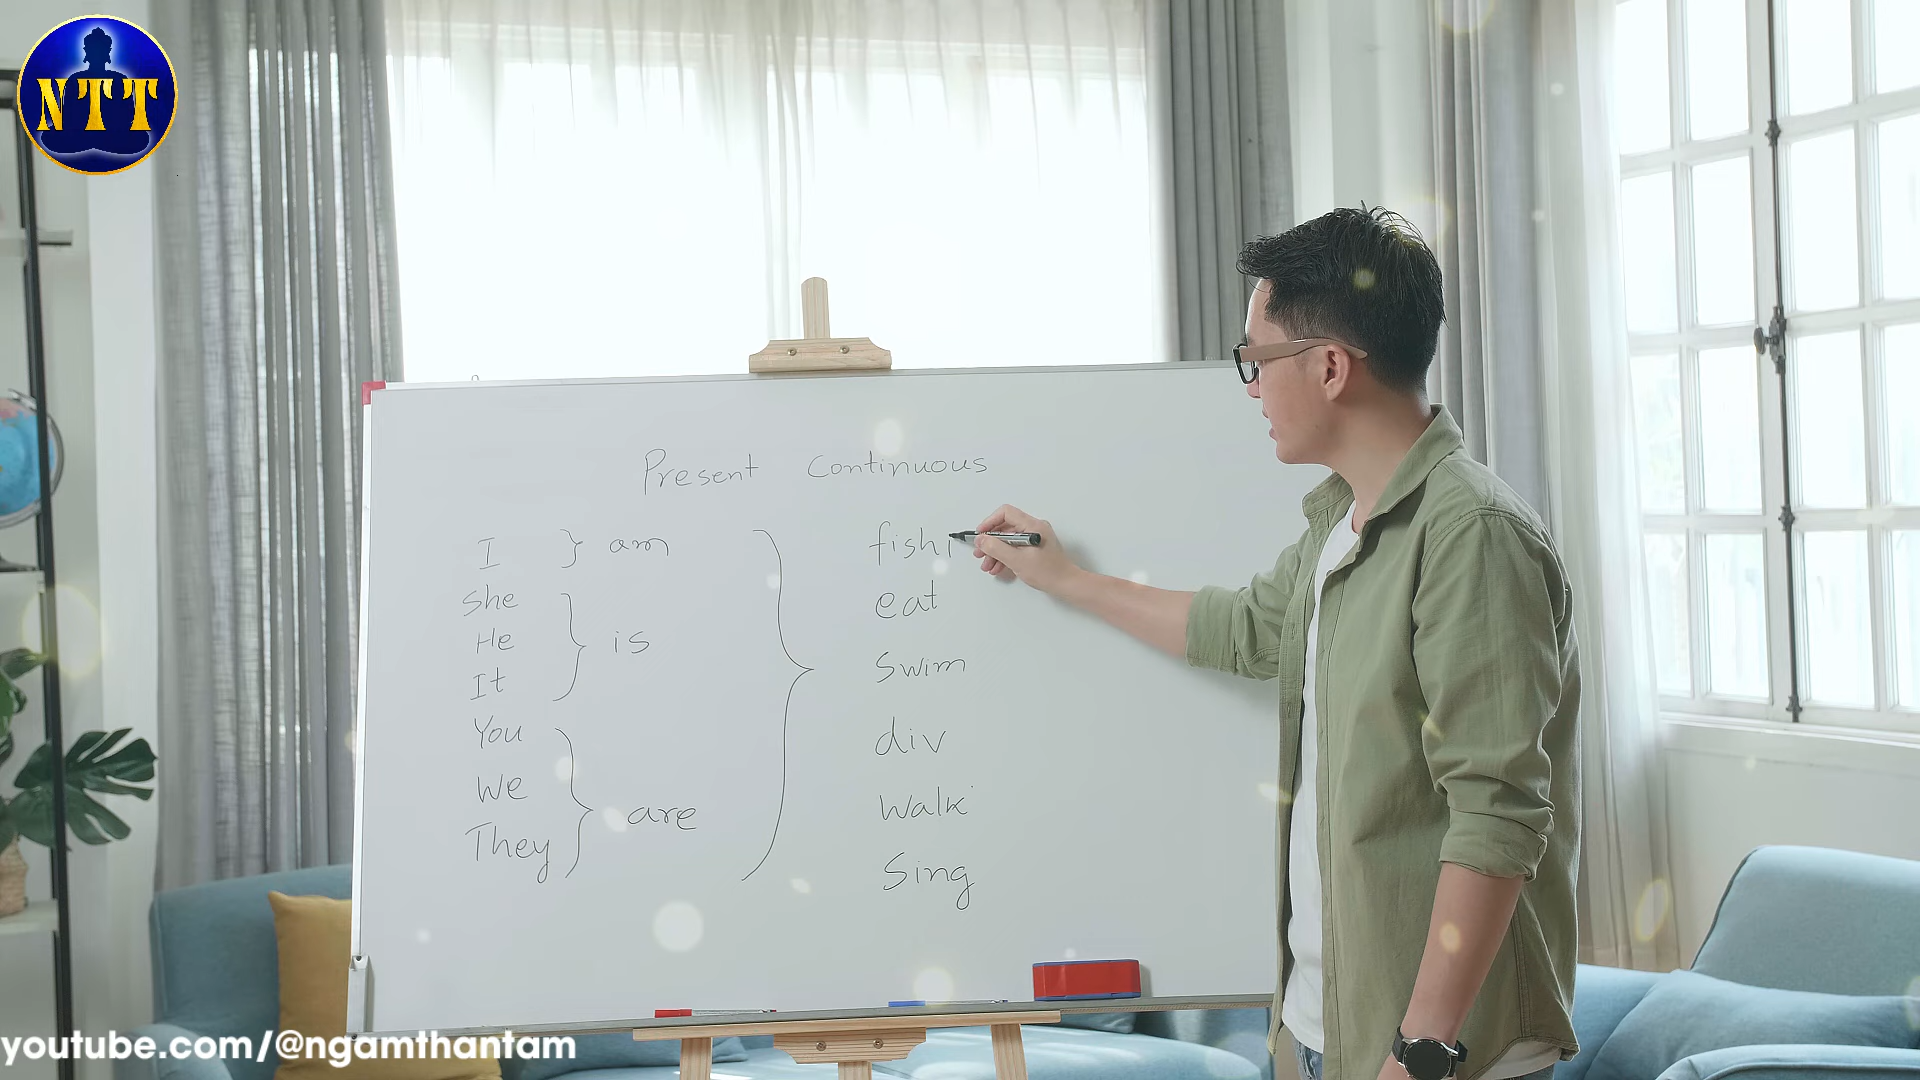 NTT
Present Continuous
I } am
She
He } is
It
You
We } are
They
fishi
eat
swim
div
walk
Sing
youtube.com/@ngamthantam